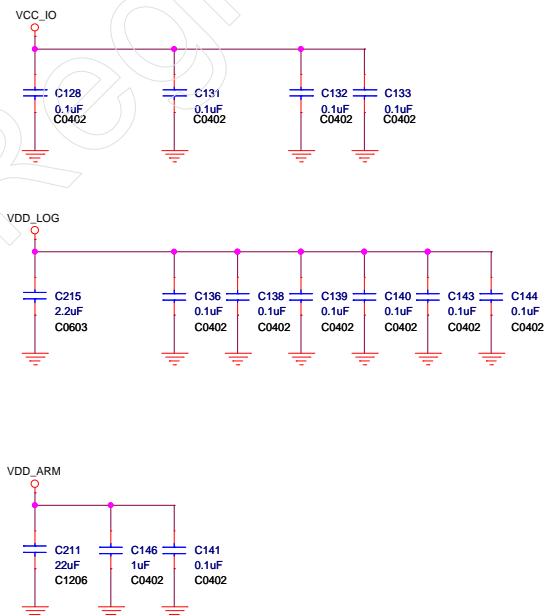 VCC_IO
C128
0.1uF
C0402
C131
0.1uF
C0402
C132
0.1uF
C0402
C133
0.1uF
C0402
VDD_LOG
C215
2.2uF
C0603
C136
0.1uF
C0402
C138
0.1uF
C0402
C139
0.1uF
C0402
C140
0.1uF
C0402
C143
0.1uF
C0402
C144
0.1uF
C0402
VDD_ARM
C211
22uF
C1206
C146
1uF
C0402
C141
0.1uF
C0402